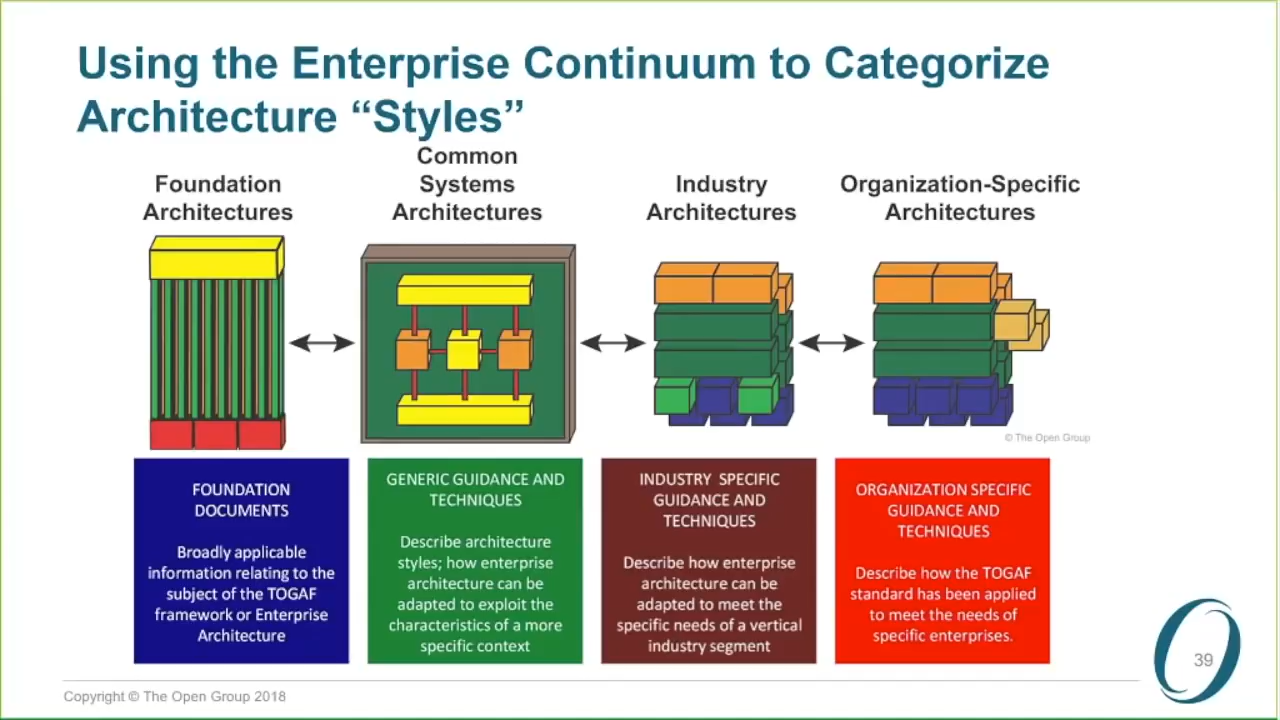 Using the Enterprise Continuum to Categorize
Architecture “Styles”
Foundation
Architectures
Common
Systems
Architectures
Industry
Architectures
Organization-Specific
Architectures
© The Open Group
FOUNDATION
DOCUMENTS
Broadly applicable
information relating to the
subject of the TOGAF
framework or Enterprise
Architecture
GENERIC GUIDANCE AND
TECHNIQUES
Describe architecture
styles; how enterprise
architecture can be
adapted to exploit the
characteristics of a more
specific context
INDUSTRY SPECIFIC
GUIDANCE AND
TECHNIQUES
Describe how enterprise
architecture can be
adapted to meet the
specific needs of a vertical
industry segment
ORGANIZATION SPECIFIC
GUIDANCE AND
TECHNIQUES
Describe how the TOGAF
standard has been applied
to meet the needs of
specific enterprises.
39
Copyright © The Open Group 2018